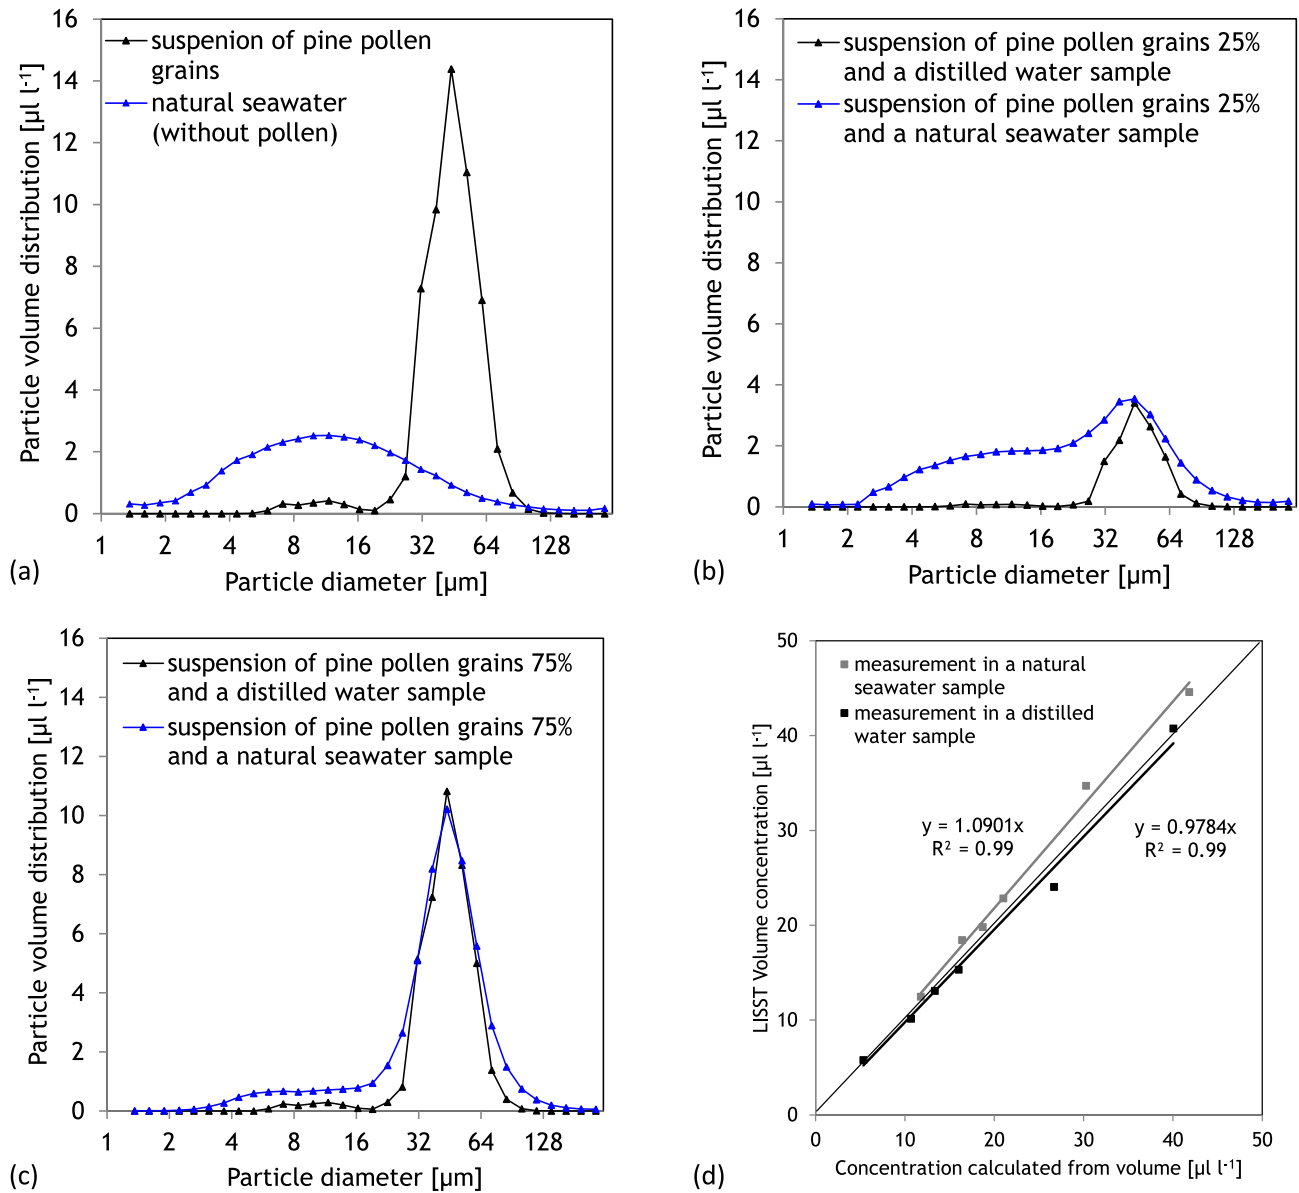 16
14
12
10
8
6
4
2
0
Particle volume distribution [µl l⁻¹]
suspenion of pine pollen
grains
natural seawater
(without pollen)
1 2 4 8 16 32 64 128
Particle diameter [µm]
(a)
16
14
12
10
8
6
4
2
0
Particle volume distribution [µl l⁻¹]
suspension of pine pollen grains 25%
and a distilled water sample
suspension of pine pollen grains 25%
and a natural seawater sample
1 2 4 8 16 32 64 128
Particle diameter [µm]
(b)
16
14
12
10
8
6
4
2
0
Particle volume distribution [µl l⁻¹]
suspension of pine pollen grains 75%
and a distilled water sample
suspension of pine pollen grains 75%
and a natural seawater sample
1 2 4 8 16 32 64 128
Particle diameter [µm]
(c)
50
40
30
20
10
0
LISST Volume concentration [µl l⁻¹]
measurement in a natural
seawater sample
measurement in a distilled
water sample
y = 1.0901x
R² = 0.99
y = 0.9784x
R² = 0.99
0 10 20 30 40 50
Concentration calculated from volume [µl l⁻¹]
(d)